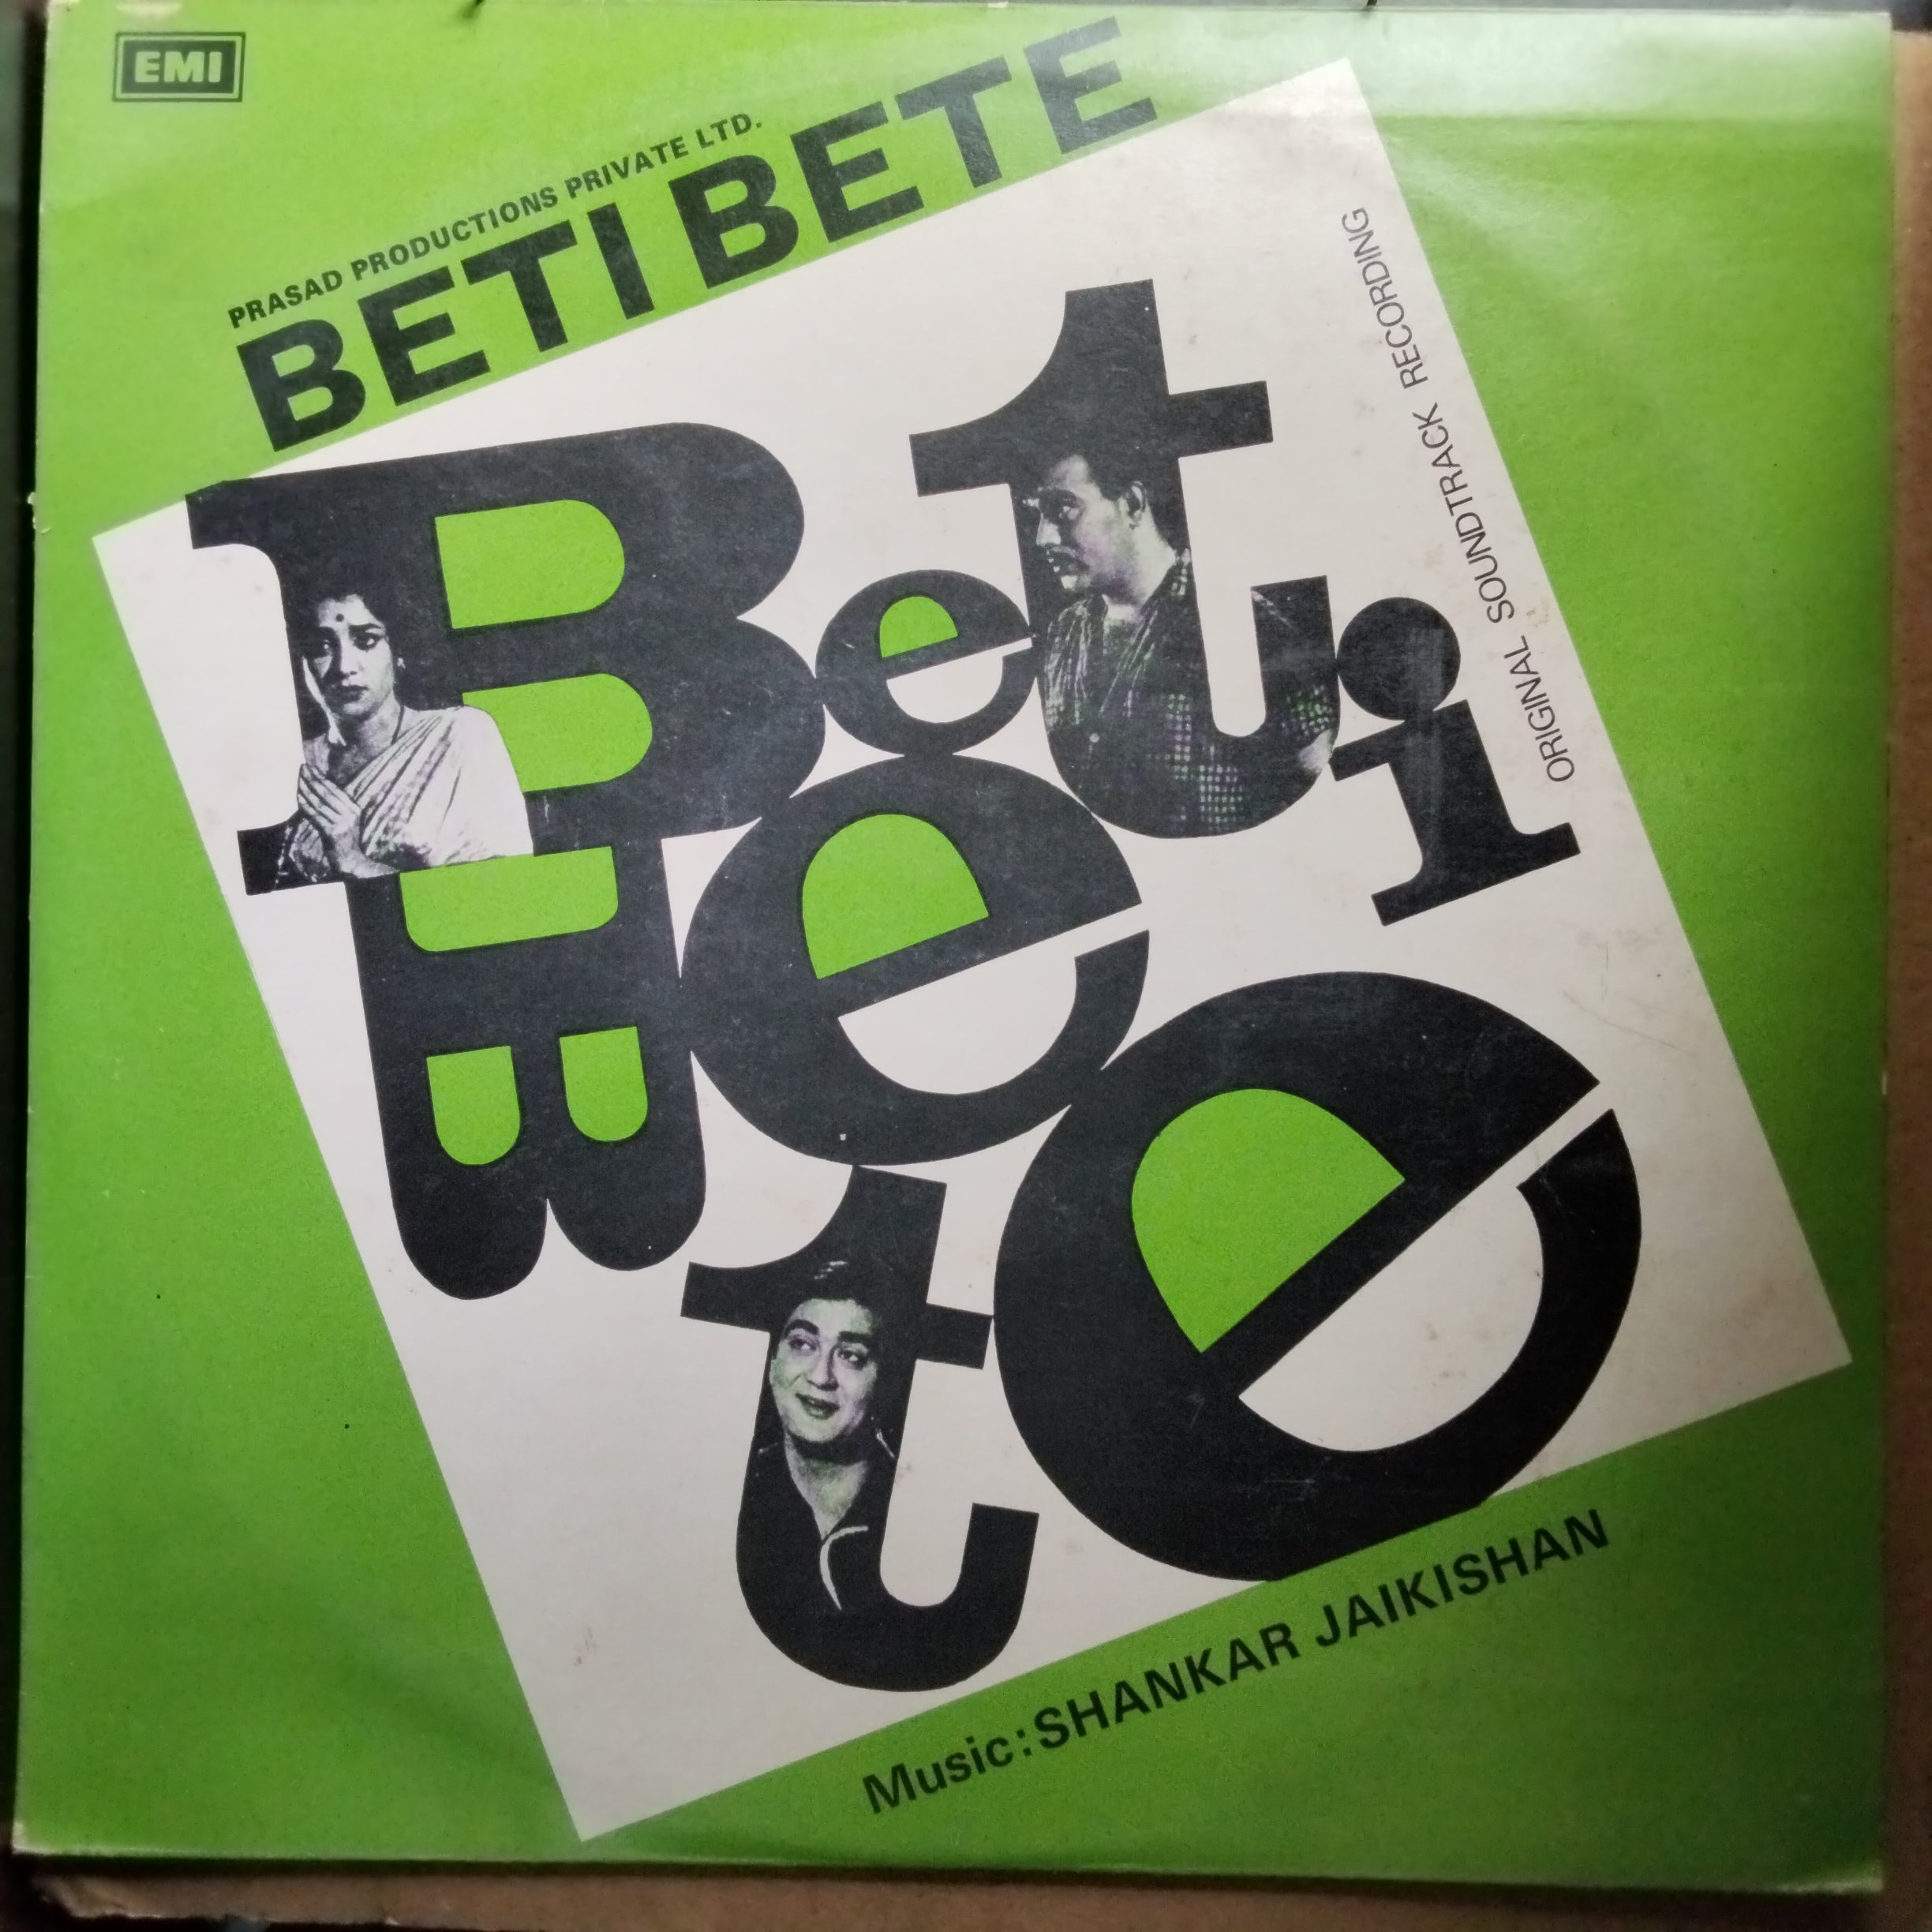 EMI
PRASAD PRODUCTIONS PRIVATE LTD.
BETI BETE
ORIGINAL SOUNDTRACK RECORDING
Beti
Bete
Music: SHANKAR JAIKISHAN